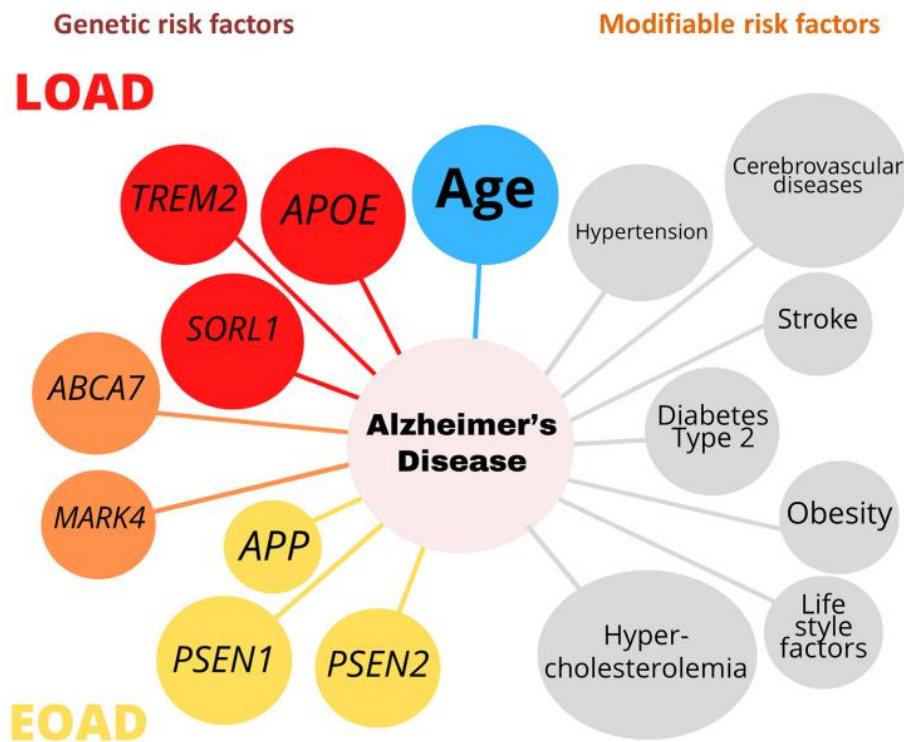 Genetic risk factors
Modifiable risk factors
LOAD
TREM2
APOE
Age
Hypertension
Cerebrovascular
diseases
SORL1
Stroke
ABCA7
Diabetes
Type 2
Alzheimer's
Disease
MARK4
APP
Obesity
PSEN1
PSEN2
Hyper-
cholesterolemia
Life
style
factors
EOAD